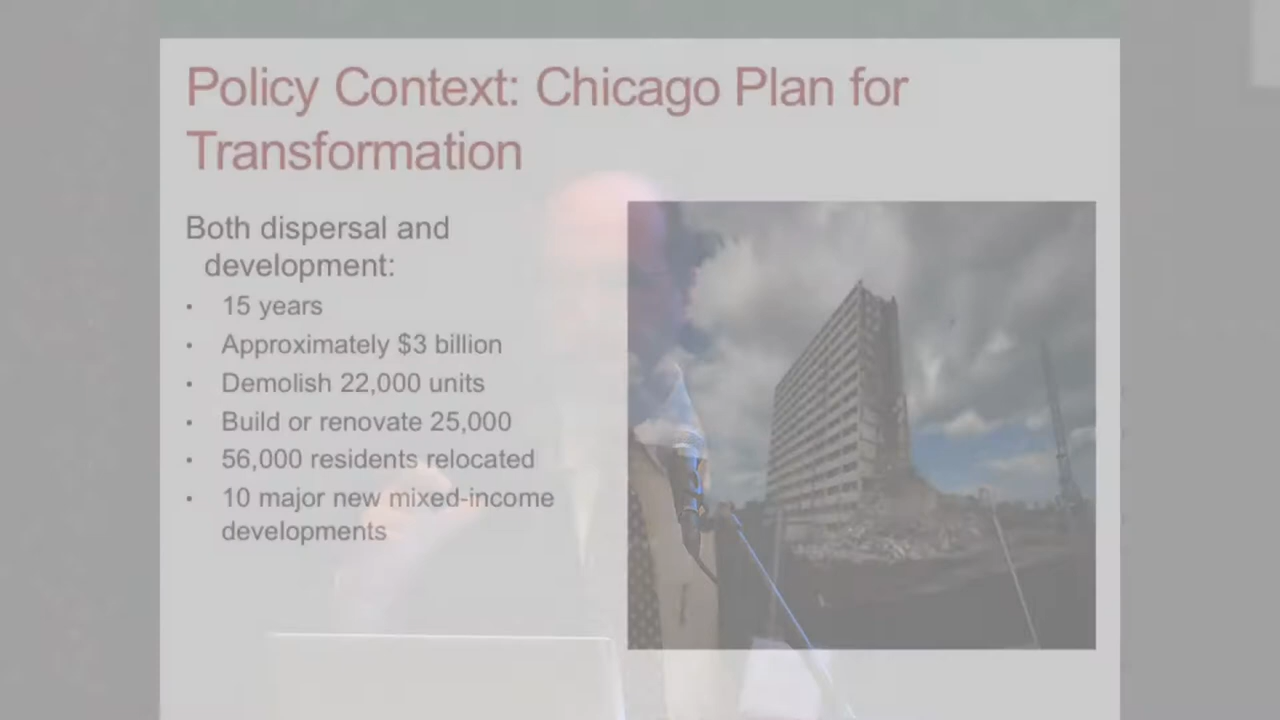 Policy Context: Chicago Plan for
Transformation
Both dispersal and
development:
• 15 years
• Approximately $3 billion
• Demolish 22,000 units
• Build or renovate 25,000
• 56,000 residents relocated
• 10 major new mixed-income
developments